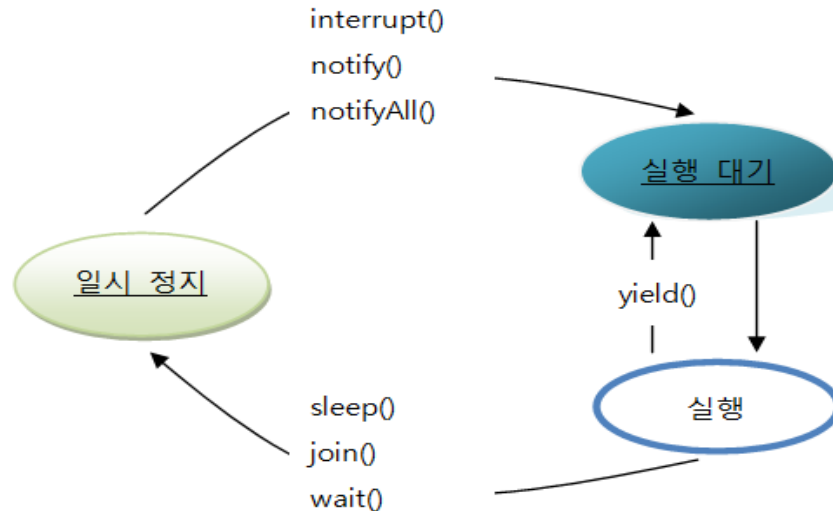 interrupt()
notify()
notifyAll()
실행 대기
일시 정지
yield()
실행
sleep()
join()
wait()